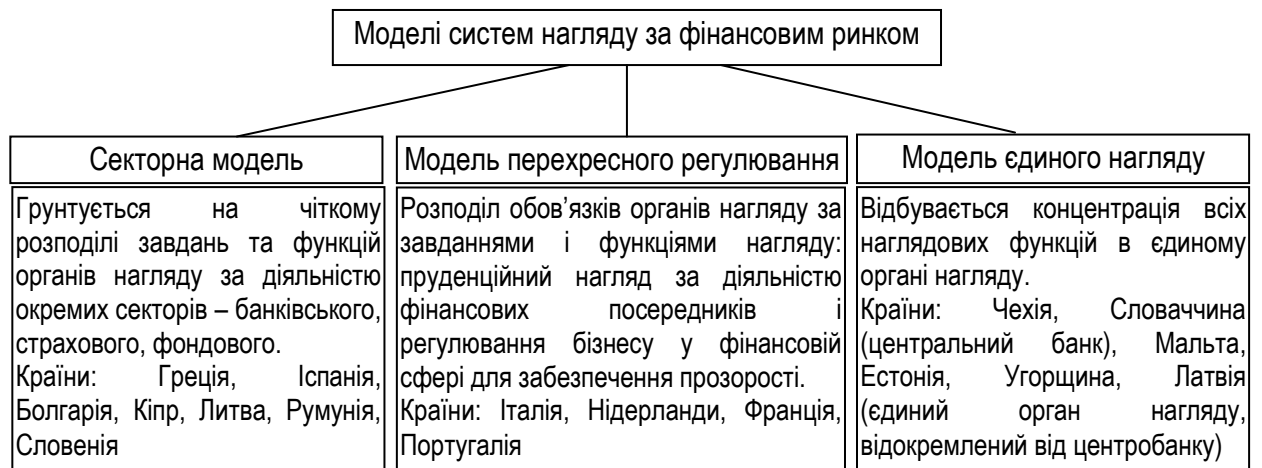 Моделі систем нагляду за фінансовим ринком
Секторна модель
Грунтується на чіткому
розподілі завдань та функцій
органів нагляду за діяльністю
окремих секторів – банківського,
страхового, фондового.
Країни: Греція, Іспанія,
Болгарія, Кіпр, Литва, Румунія,
Словенія
Модель перехресного регулювання
Розподіл обов’язків органів нагляду за
завданнями і функціями нагляду:
пруденційний нагляд за діяльністю
фінансових посередників і
регулювання бізнесу у фінансовій
сфері для забезпечення прозорості.
Країни: Італія, Нідерланди, Франція,
Португалія
Модель єдиного нагляду
Відбувається концентрація всіх
наглядових функцій в єдиному
органі нагляду.
Країни: Чехія, Словаччина
(центральний банк), Мальта,
Естонія, Угорщина, Латвія
(єдиний орган нагляду,
відокремлений від центробанку)